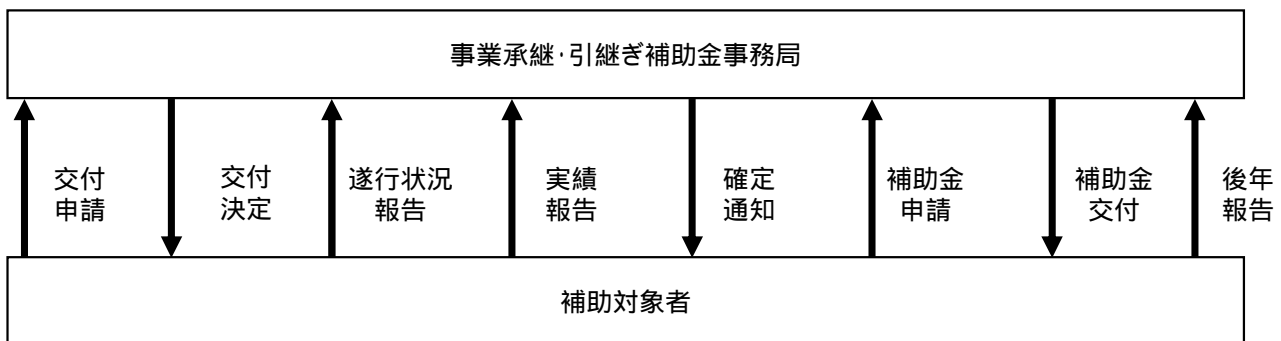 事業承継・引継ぎ補助金事務局
交付
申請
交付
決定
遂行状況
報告
実績
報告
確定
通知
補助金
申請
補助金
交付
後年
報告
補助対象者